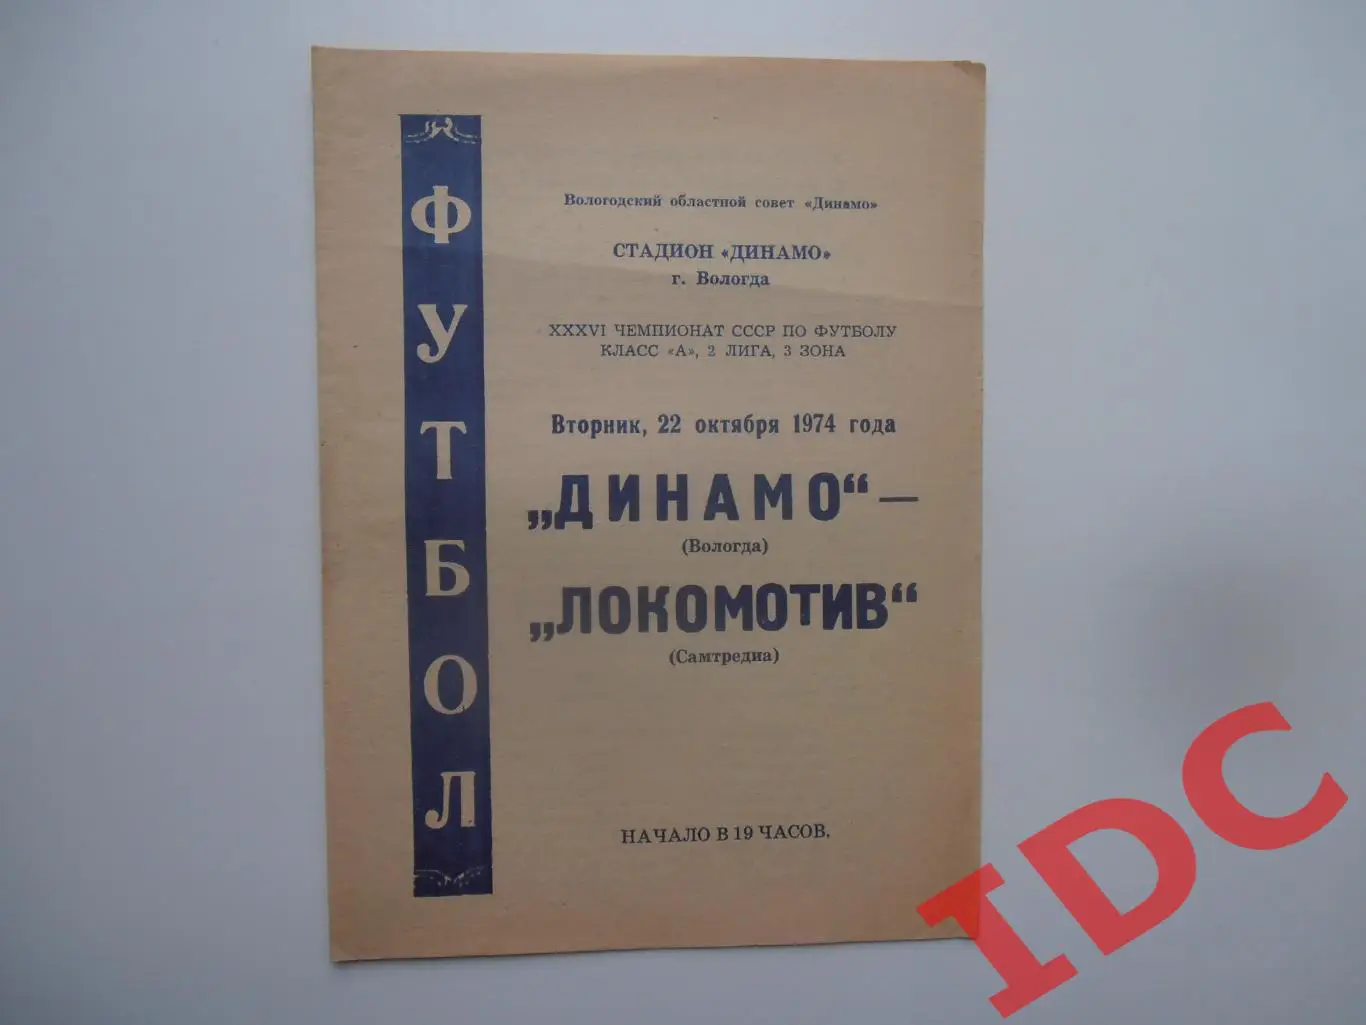 ФУТБОЛ
Вологодский областной совет «Динамо»
СТАДИОН «ДИНАМО»
г. Вологда
XXXVI ЧЕМПИОНАТ СССР ПО ФУТБОЛУ
КЛАСС «А», 2 ЛИГА, 3 ЗОНА
Вторник, 22 октября 1974 года
„ДИНАМО“ —
(Вологда)
„ЛОКОМОТИВ“
(Самтредиа)
НАЧАЛО В 19 ЧАСОВ.
IDC